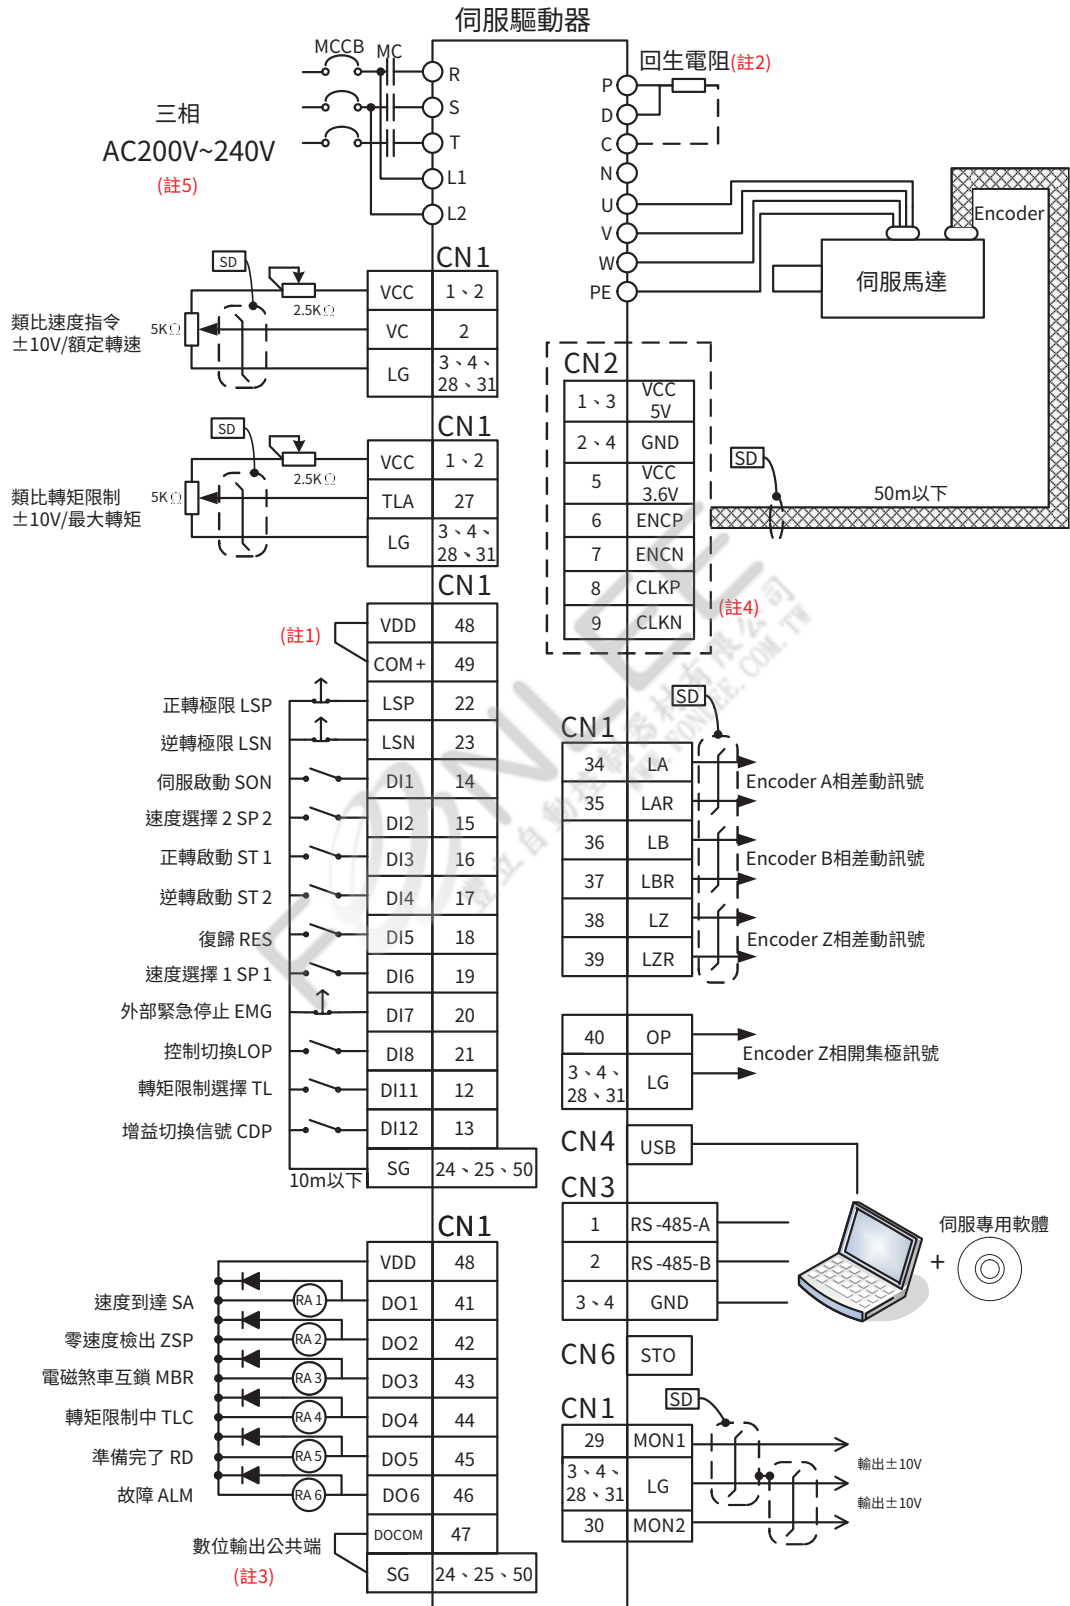 伺服驅動器
MCCB
MC
R
S
T
L1
L2
三相
AC200V~240V
(註5)
回生電阻(註2)
P
D
C
N
U
V
W
PE
Encoder
伺服馬達
CN1
SD
VCC 1、2
2.5KΩ
類比速度指令
±10V/額定轉速
5KΩ
VC 2
LG 3、4、
28、31
CN1
SD
VCC 1、2
2.5KΩ
類比轉矩限制
±10V/最大轉矩
5KΩ
TLA 27
LG 3、4、
28、31
CN2
1、3 VCC
5V
2、4 GND
5 VCC
3.6V
6 ENCP
7 ENCN
8 CLKP
9 CLKN
(註4)
SD
50m以下
CN1
(註1)
VDD 48
COM+ 49
正轉極限 LSP LSP 22
逆轉極限 LSN LSN 23
伺服啟動 SON DI1 14
速度選擇 2 SP 2 DI2 15
正轉啟動 ST 1 DI3 16
逆轉啟動 ST 2 DI4 17
復歸 RES DI5 18
速度選擇 1 SP 1 DI6 19
外部緊急停止 EMG DI7 20
控制切換LOP DI8 21
轉矩限制選擇 TL DI11 12
增益切換信號 CDP DI12 13
10m以下
SG 24、25、50
SD
CN1
34 LA
35 LAR
Encoder A相差動訊號
36 LB
37 LBR
Encoder B相差動訊號
38 LZ
39 LZR
Encoder Z相差動訊號
40 OP
3、4、
28、31 LG
Encoder Z相開集極訊號
CN4 USB
CN3
1 RS-485-A
2 RS-485-B
3、4 GND
伺服專用軟體
+
CN6 STO
CN1
VDD 48
速度到達 SA RA 1 DO1 41
零速度檢出 ZSP RA 2 DO2 42
電磁煞車互鎖 MBR RA 3 DO3 43
轉矩限制中 TLC RA 4 DO4 44
準備完了 RD RA 5 DO5 45
故障 ALM RA 6 DO6 46
數位輸出公共端
(註3)
DOCOM 47
SG 24、25、50
CN1
SD
29 MON1
輸出±10V
3、4、
28、31 LG
輸出±10V
30 MON2
FONLEE
豐立自動控制器材有限公司
WWW.FONLEE.COM.TW